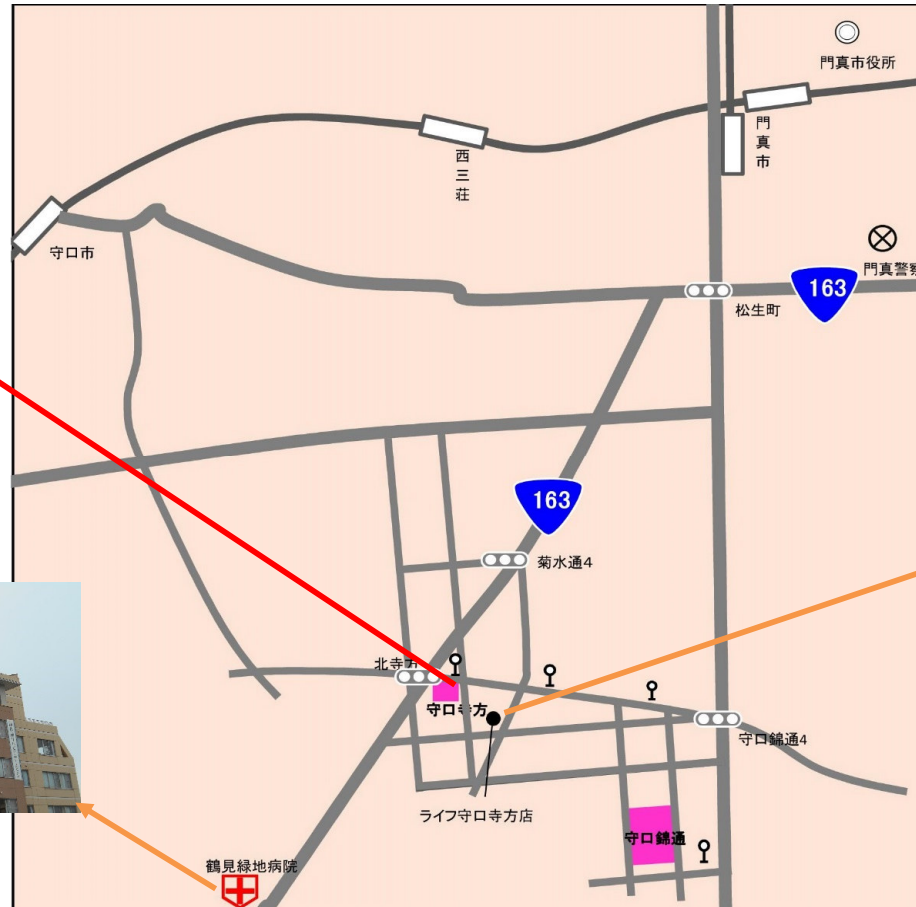 門真市役所
門真市
西三荘
守口市
門真警察
163
松生町
163
菊水通4
北寺方
守口寺方
守口錦通4
ライフ守口寺方店
守口錦通
鶴見緑地病院